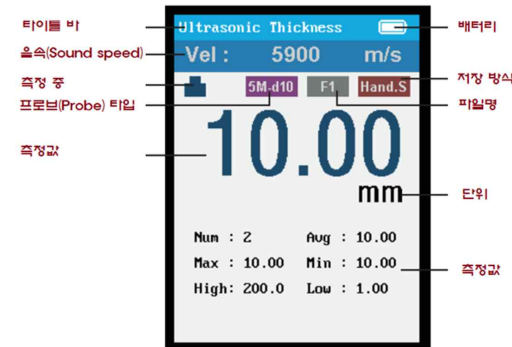 타이틀 바
Ultrasonic Thickness
배터리
음속(Sound speed)
Vel : 5900 m/s
측정 중
5M-d10
F1
Hand.S
저장 방식
프로브(Probe) 타입
파일명
측정값
10.00
mm
단위
Num : 2 Avg : 10.00
Max : 10.00 Min : 10.00
측정값
High: 200.0 Low : 1.00